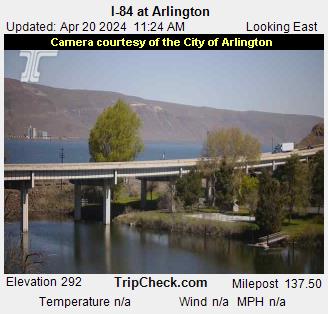 I-84 at Arlington
Updated: Apr 20 2024 11:24 AM Looking East
Camera courtesy of the City of Arlington
Elevation 292 TripCheck.com Milepost 137.50
Temperature n/a Wind n/a MPH n/a